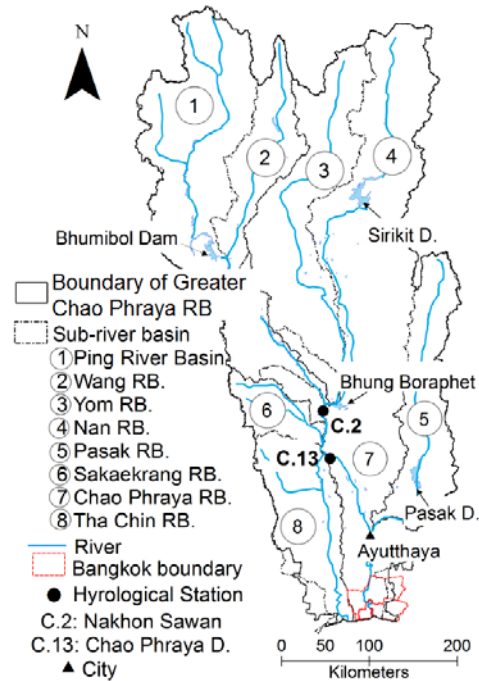 N
1
2
3
4
Bhumibol Dam
Sirikit D.
Boundary of Greater
Chao Phraya RB
Sub-river basin
1 Ping River Basin
2 Wang RB.
3 Yom RB.
4 Nan RB.
5 Pasak RB.
6 Sakaekrang RB.
7 Chao Phraya RB.
8 Tha Chin RB.
River
Bangkok boundary
Hyrological Station
C.2: Nakhon Sawan
C.13: Chao Phraya D.
City
Bhung Boraphet
C.2
6
5
C.13
7
Pasak D.
8
Ayutthaya
0 50 100 200
Kilometers